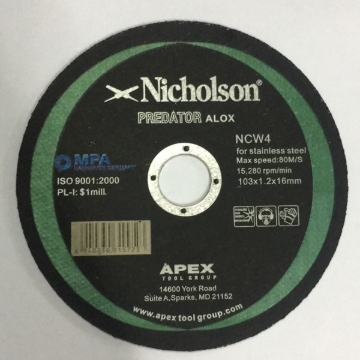 Nicholson
PREDATOR ALOX
NCW4
for stainless steel
Max speed:80M/S
15,280 rpm/min
103x1.2x16mm
MPA
ISO 9001:2000
PL-I: $1mill.
APEX
TOOL GROUP
14600 York Road
Suite A, Sparks, MD 21152
www.apex tool group.com